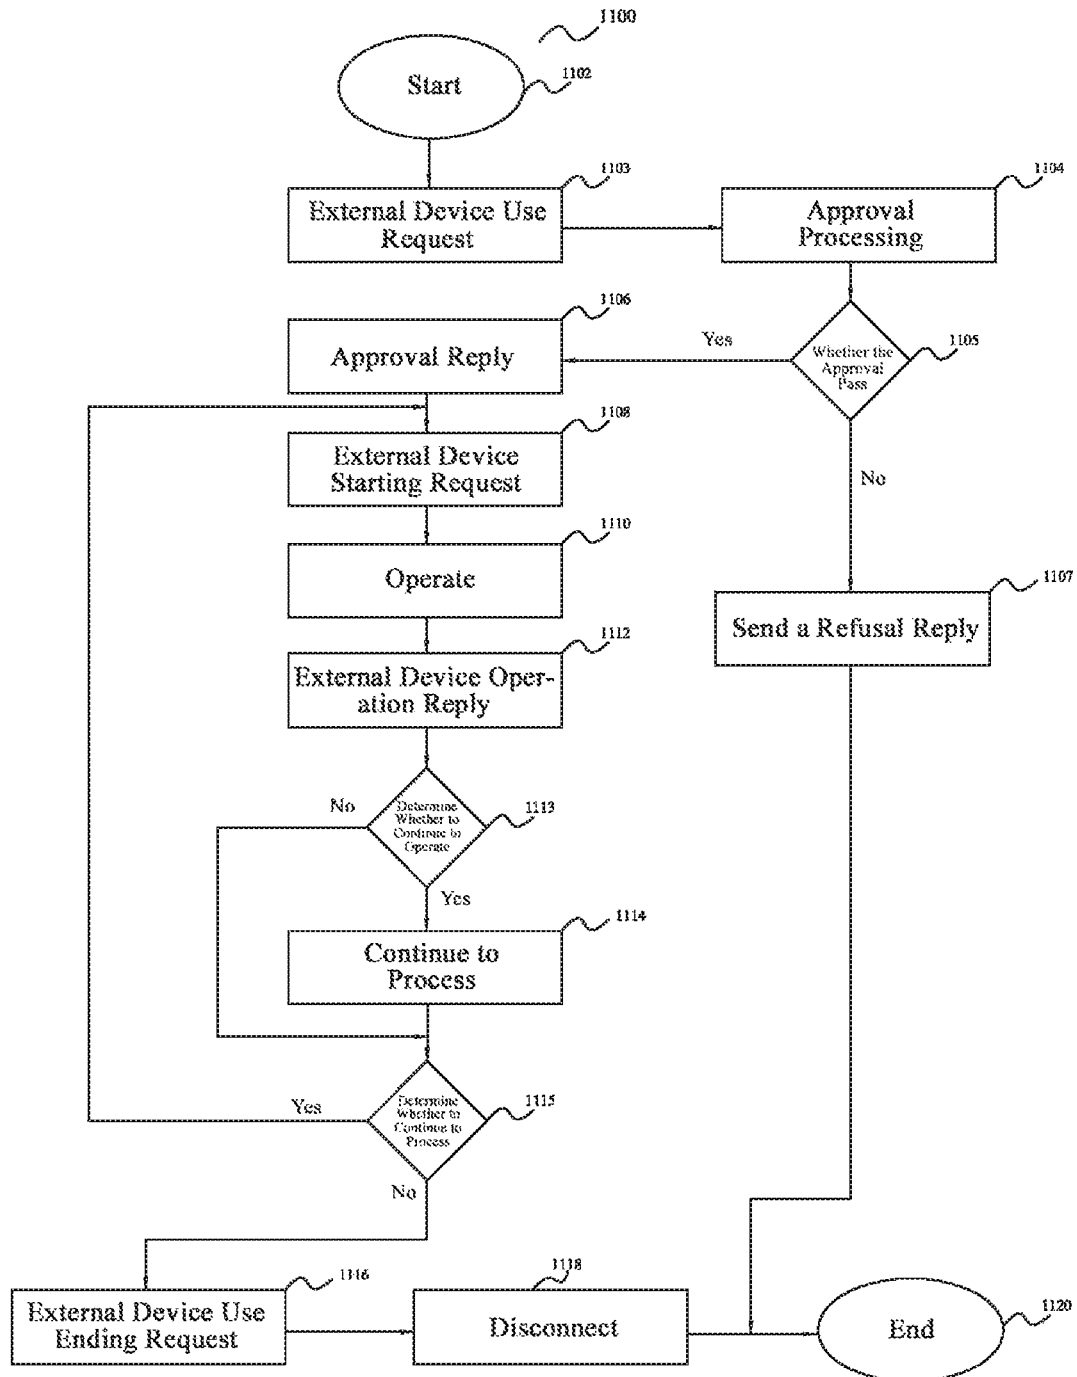 1100
Start
1102
1103
External Device Use
Request
1104
Approval
Processing
1106
Approval Reply
Yes
Whether the
Approval
Pass
1105
1108
External Device
Starting Request
No
1110
Operate
1107
Send a Refusal Reply
1112
External Device Oper-
ation Reply
No
Determine
Whether to
Continue to
Operate
1113
Yes
1114
Continue to
Process
Yes
Determine
Whether to
Continue to
Process
1115
No
1116
External Device Use
Ending Request
1118
Disconnect
End
1120